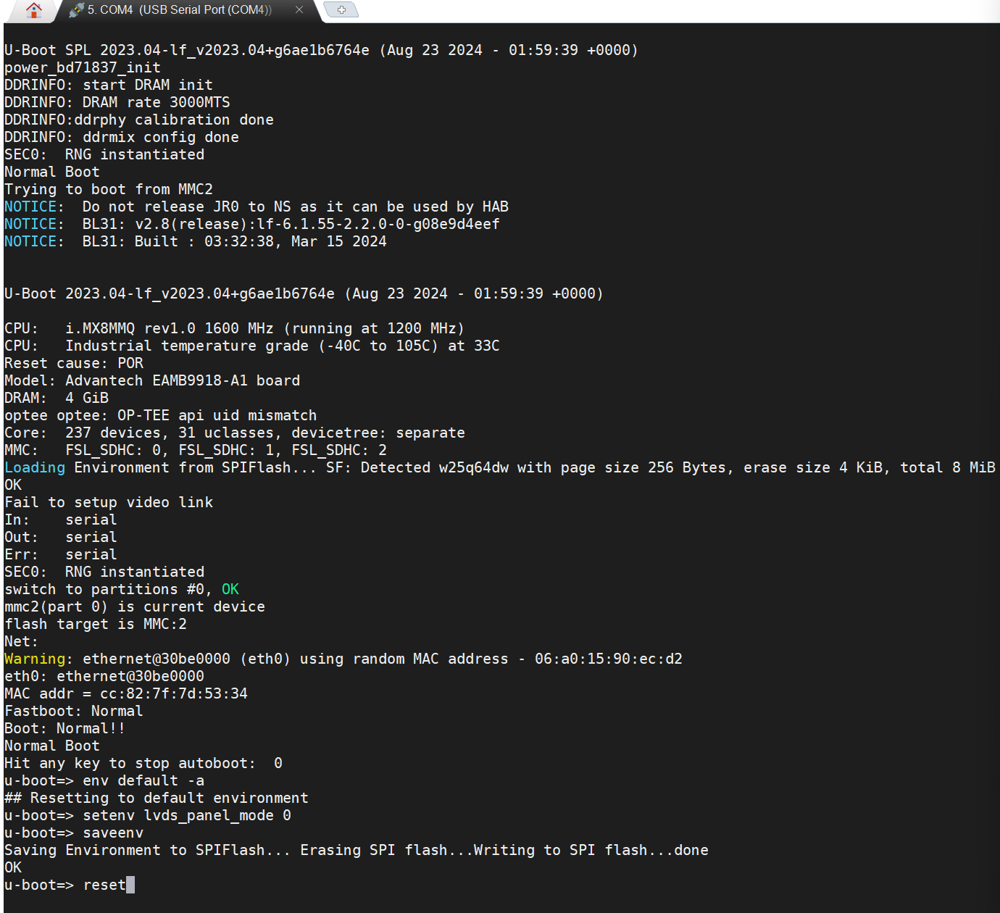 5. COM4 (USB Serial Port (COM4))
U-Boot SPL 2023.04-lf_v2023.04+g6ae1b6764e (Aug 23 2024 - 01:59:39 +0000)
power_bd71837_init
DDRINFO: start DRAM init
DDRINFO: DRAM rate 3000MTS
DDRINFO:ddrphy calibration done
DDRINFO: ddrmix config done
SEC0:  RNG instantiated
Normal Boot
Trying to boot from MMC2
NOTICE:  Do not release JR0 to NS as it can be used by HAB
NOTICE:  BL31: v2.8(release):lf-6.1.55-2.2.0-0-g08e9d4eef
NOTICE:  BL31: Built : 03:32:38, Mar 15 2024
U-Boot 2023.04-lf_v2023.04+g6ae1b6764e (Aug 23 2024 - 01:59:39 +0000)
CPU:   i.MX8MMQ rev1.0 1600 MHz (running at 1200 MHz)
CPU:   Industrial temperature grade (-40C to 105C) at 33C
Reset cause: POR
Model: Advantech EAMB9918-A1 board
DRAM:  4 GiB
optee optee: OP-TEE api uid mismatch
Core:  237 devices, 31 uclasses, devicetree: separate
MMC:   FSL_SDHC: 0, FSL_SDHC: 1, FSL_SDHC: 2
Loading Environment from SPIFlash... SF: Detected w25q64dw with page size 256 Bytes, erase size 4 KiB, total 8 MiB
OK
Fail to setup video link
In:    serial
Out:   serial
Err:   serial
SEC0:  RNG instantiated
switch to partitions #0, OK
mmc2(part 0) is current device
flash target is MMC:2
Net:
Warning: ethernet@30be0000 (eth0) using random MAC address - 06:a0:15:90:ec:d2
eth0: ethernet@30be0000
MAC addr = cc:82:7f:7d:53:34
Fastboot: Normal
Boot: Normal!!
Normal Boot
Hit any key to stop autoboot:  0
u-boot=> env default -a
## Resetting to default environment
u-boot=> setenv lvds_panel_mode 0
u-boot=> saveenv
Saving Environment to SPIFlash... Erasing SPI flash...Writing to SPI flash...done
OK
u-boot=> reset